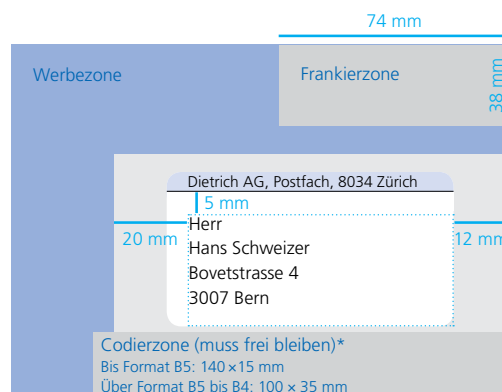 74 mm
Werbezone
Frankierzone
38 mm
Dietrich AG, Postfach, 8034 Zürich
5 mm
Herr
20 mm
12 mm
Hans Schweizer
Bovetstrasse 4
3007 Bern
Codierzone (muss frei bleiben)*
Bis Format B5: 140 × 15 mm
Über Format B5 bis B4: 100 × 35 mm